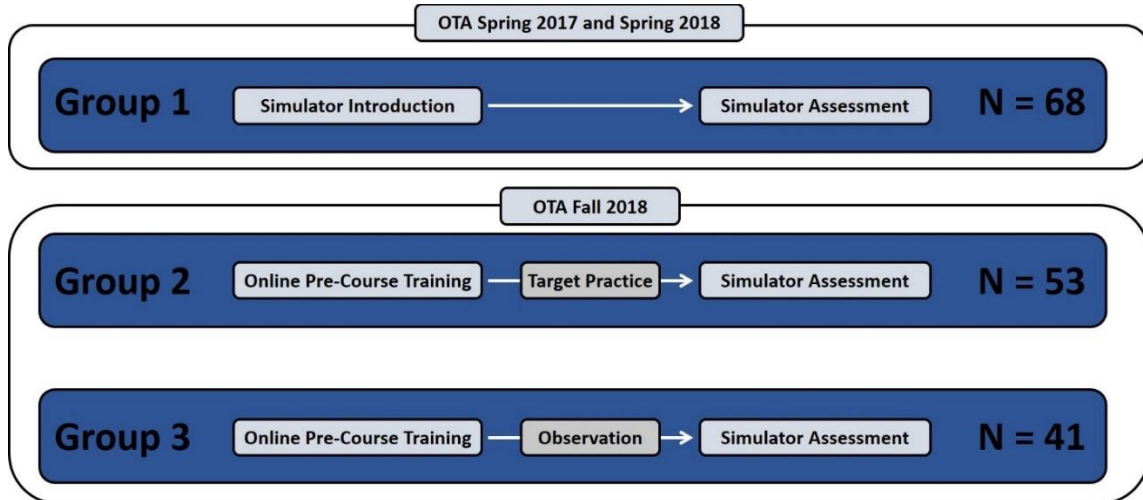 OTA Spring 2017 and Spring 2018
Group 1 Simulator Introduction Simulator Assessment N = 68
OTA Fall 2018
Group 2 Online Pre-Course Training Target Practice Simulator Assessment N = 53
Group 3 Online Pre-Course Training Observation Simulator Assessment N = 41